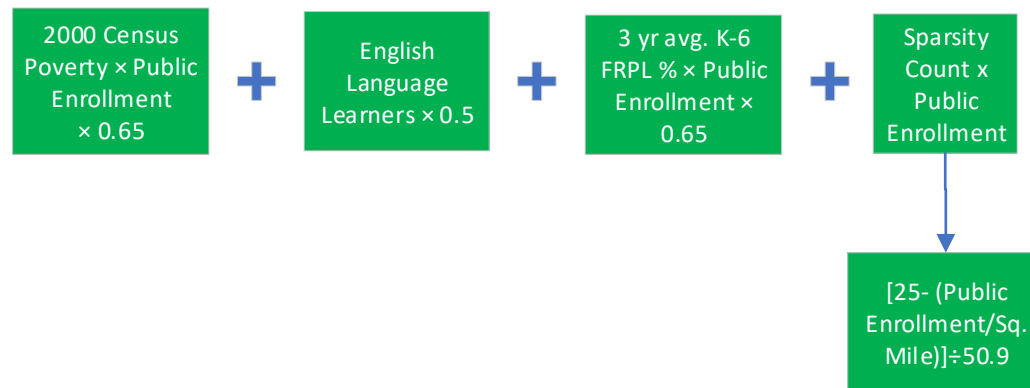 2000 Census
Poverty × Public
Enrollment
× 0.65
+
English
Language
Learners × 0.5
+
3 yr avg. K-6
FRPL % × Public
Enrollment ×
0.65
+
Sparsity
Count x
Public
Enrollment
[25- (Public
Enrollment/Sq.
Mile)]÷50.9